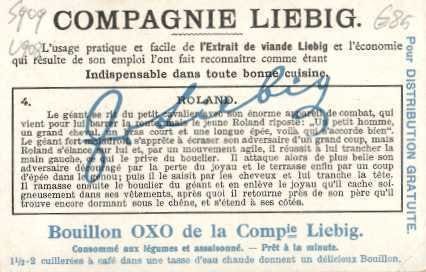 S909
U909
G86
COMPAGNIE LIEBIG.
L'usage pratique et facile de l'Extrait de viande Liebig et l'économie
qui résulte de son emploi l'ont fait reconnaître comme étant
Indispensable dans toute bonne cuisine.
4. ROLAND.
Le géant se rit du petit cavalier avec son énorme appareil de combat, qui
vient pour lui barrer la route, mais le jeune Roland riposte: „Un petit homme,
un grand cheval, un bras court et une longue épée, voilà qui s'accorde bien".
Le géant fort surpris s'apprête à écraser son adversaire d'un grand coup, mais
Roland s'élance sur lui et, par un mouvement agile, il réussit à lui trancher la
main gauche, ce qui le prive du bouclier. Il attaque alors de plus belle son
adversaire découragé par la perte du joyau et le terrasse enfin par un coup
d'épée dans le genou; puis il le saisit par les cheveux et lui tranche la tête.
Il ramasse ensuite le bouclier du géant et en enlève le joyau qu'il cache soi-
gneusement dans ses vêtements, après quoi il retourne près de son père qu'il
trouve encore dormant sous le chêne, et s'étend à ses côtés.
J. v. Liebig
Pour DISTRIBUTION GRATUITE.
Bouillon OXO de la Compie Liebig.
Consommé aux légumes et assaisonné. — Prêt à la minute.
1½-2 cuillerées à café dans une tasse d'eau chaude donnent un délicieux Bouillon.